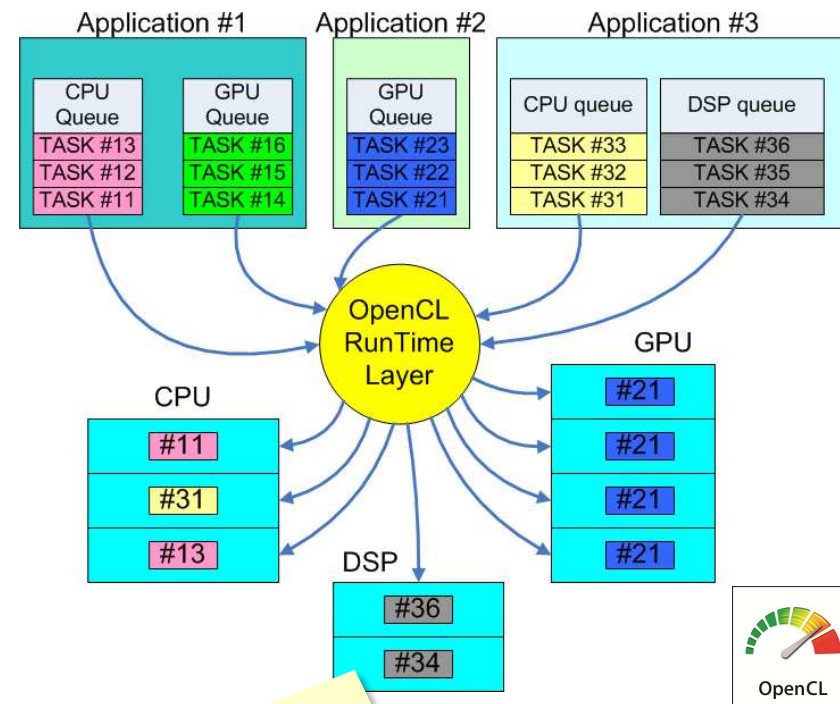 Application #1
Application #2
Application #3
CPU
Queue
TASK #13
TASK #12
TASK #11
GPU
Queue
TASK #16
TASK #15
TASK #14
GPU
Queue
TASK #23
TASK #22
TASK #21
CPU queue
TASK #33
TASK #32
TASK #31
DSP queue
TASK #36
TASK #35
TASK #34
OpenCL
RunTime
Layer
CPU
#11
#31
#13
DSP
#36
#34
GPU
#21
#21
#21
#21
OpenCL